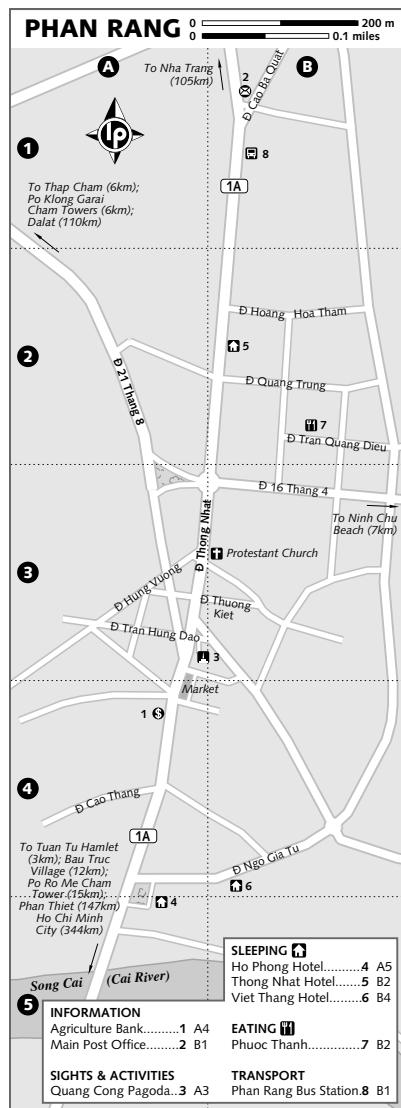 PHAN RANG
0 200 m
0 0.1 miles
A
B
To Nha Trang
(105km)
2
Đ Cao Ba Quat
lp
1
8
1A
To Thap Cham (6km);
Po Klong Garai
Cham Towers (6km);
Dalat (110km)
Đ Hoang Hoa Tham
2
5
Đ 21 Thang 8
Đ Quang Trung
7
Đ Tran Quang Dieu
Đ 16 Thang 4
To Ninh Chu
Beach (7km)
Đ Thong Nhat
Protestant Church
3
Đ Hung Vuong
Đ Thuong
Kiet
Đ Tran Hung Dao
3
Market
1 $
4
Đ Cao Thang
1A
To Tuan Tu Hamlet
(3km); Bau Truc
Village (12km);
Po Ro Me Cham
Tower (15km);
Phan Thiet (147km)
Ho Chi Minh
City (344km)
Đ Ngo Gia Tu
6
4
Song Cai (Cai River)
5
SLEEPING
Ho Phong Hotel..........4 A5
Thong Nhat Hotel......5 B2
Viet Thang Hotel........6 B4
INFORMATION
Agriculture Bank.........1 A4
Main Post Office.........2 B1
EATING
Phuoc Thanh..............7 B2
SIGHTS & ACTIVITIES
Quang Cong Pagoda..3 A3
TRANSPORT
Phan Rang Bus Station.8 B1